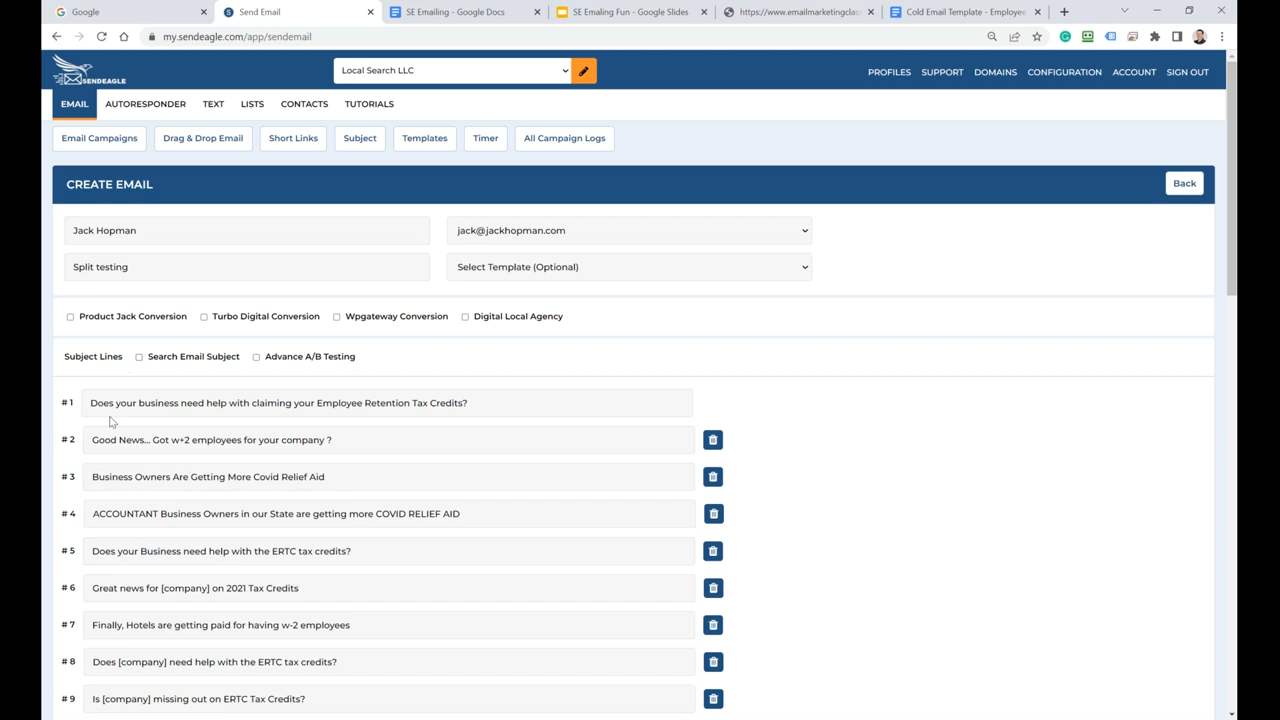 Google
Send Email
SE Emailing - Google Docs
SE Emaling Fun - Google Slides
https://www.emailmarketingclas
Cold Email Template - Employee
my.sendeagle.com/app/sendemail
SENDEAGLE
Local Search LLC
PROFILES SUPPORT DOMAINS CONFIGURATION ACCOUNT SIGN OUT
EMAIL AUTORESPONDER TEXT LISTS CONTACTS TUTORIALS
Email Campaigns Drag & Drop Email Short Links Subject Templates Timer All Campaign Logs
CREATE EMAIL
Back
Jack Hopman
jack@jackhopman.com
Split testing
Select Template (Optional)
Product Jack Conversion Turbo Digital Conversion Wpgateway Conversion Digital Local Agency
Subject Lines Search Email Subject Advance A/B Testing
# 1 Does your business need help with claiming your Employee Retention Tax Credits?
# 2 Good News... Got w+2 employees for your company ?
# 3 Business Owners Are Getting More Covid Relief Aid
# 4 ACCOUNTANT Business Owners in our State are getting more COVID RELIEF AID
# 5 Does your Business need help with the ERTC tax credits?
# 6 Great news for [company] on 2021 Tax Credits
# 7 Finally, Hotels are getting paid for having w-2 employees
# 8 Does [company] need help with the ERTC tax credits?
# 9 Is [company] missing out on ERTC Tax Credits?